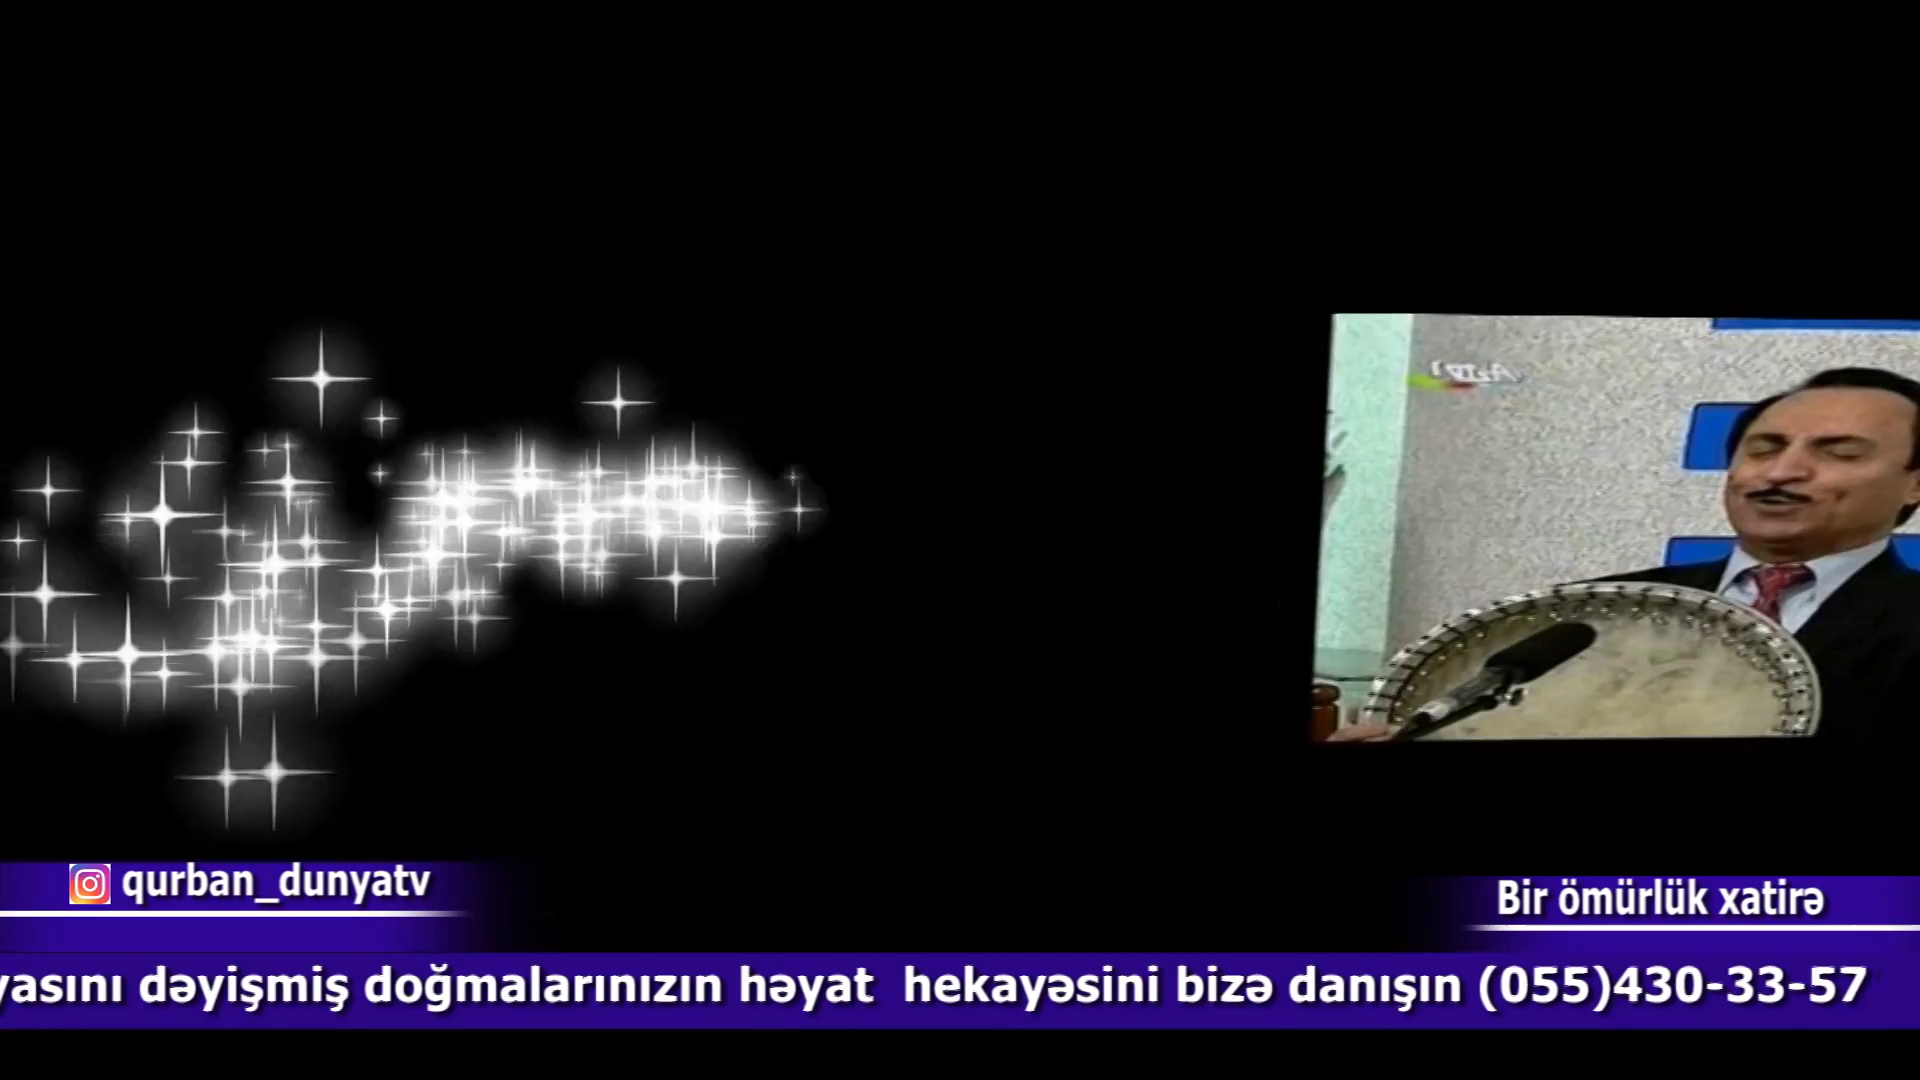 qurban_dunyatv
Bir ömürlük xatirə
yasını dəyişmiş doğmalarınızın həyat hekayəsini bizə danışın (055)430-33-57